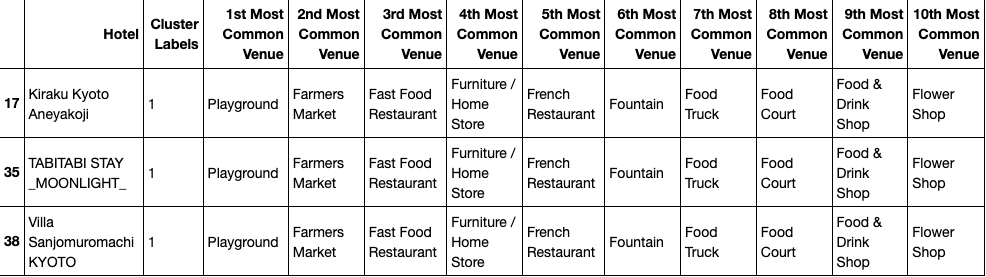 Hotel Cluster Labels 1st Most Common Venue 2nd Most Common Venue 3rd Most Common Venue 4th Most Common Venue 5th Most Common Venue 6th Most Common Venue 7th Most Common Venue 8th Most Common Venue 9th Most Common Venue 10th Most Common Venue
17 Kiraku Kyoto Aneyakoji 1 Playground Farmers Market Fast Food Restaurant Furniture / Home Store French Restaurant Fountain Food Truck Food Court Food & Drink Shop Flower Shop
35 TABITABI STAY _MOONLIGHT_ 1 Playground Farmers Market Fast Food Restaurant Furniture / Home Store French Restaurant Fountain Food Truck Food Court Food & Drink Shop Flower Shop
38 Villa Sanjomuromachi KYOTO 1 Playground Farmers Market Fast Food Restaurant Furniture / Home Store French Restaurant Fountain Food Truck Food Court Food & Drink Shop Flower Shop